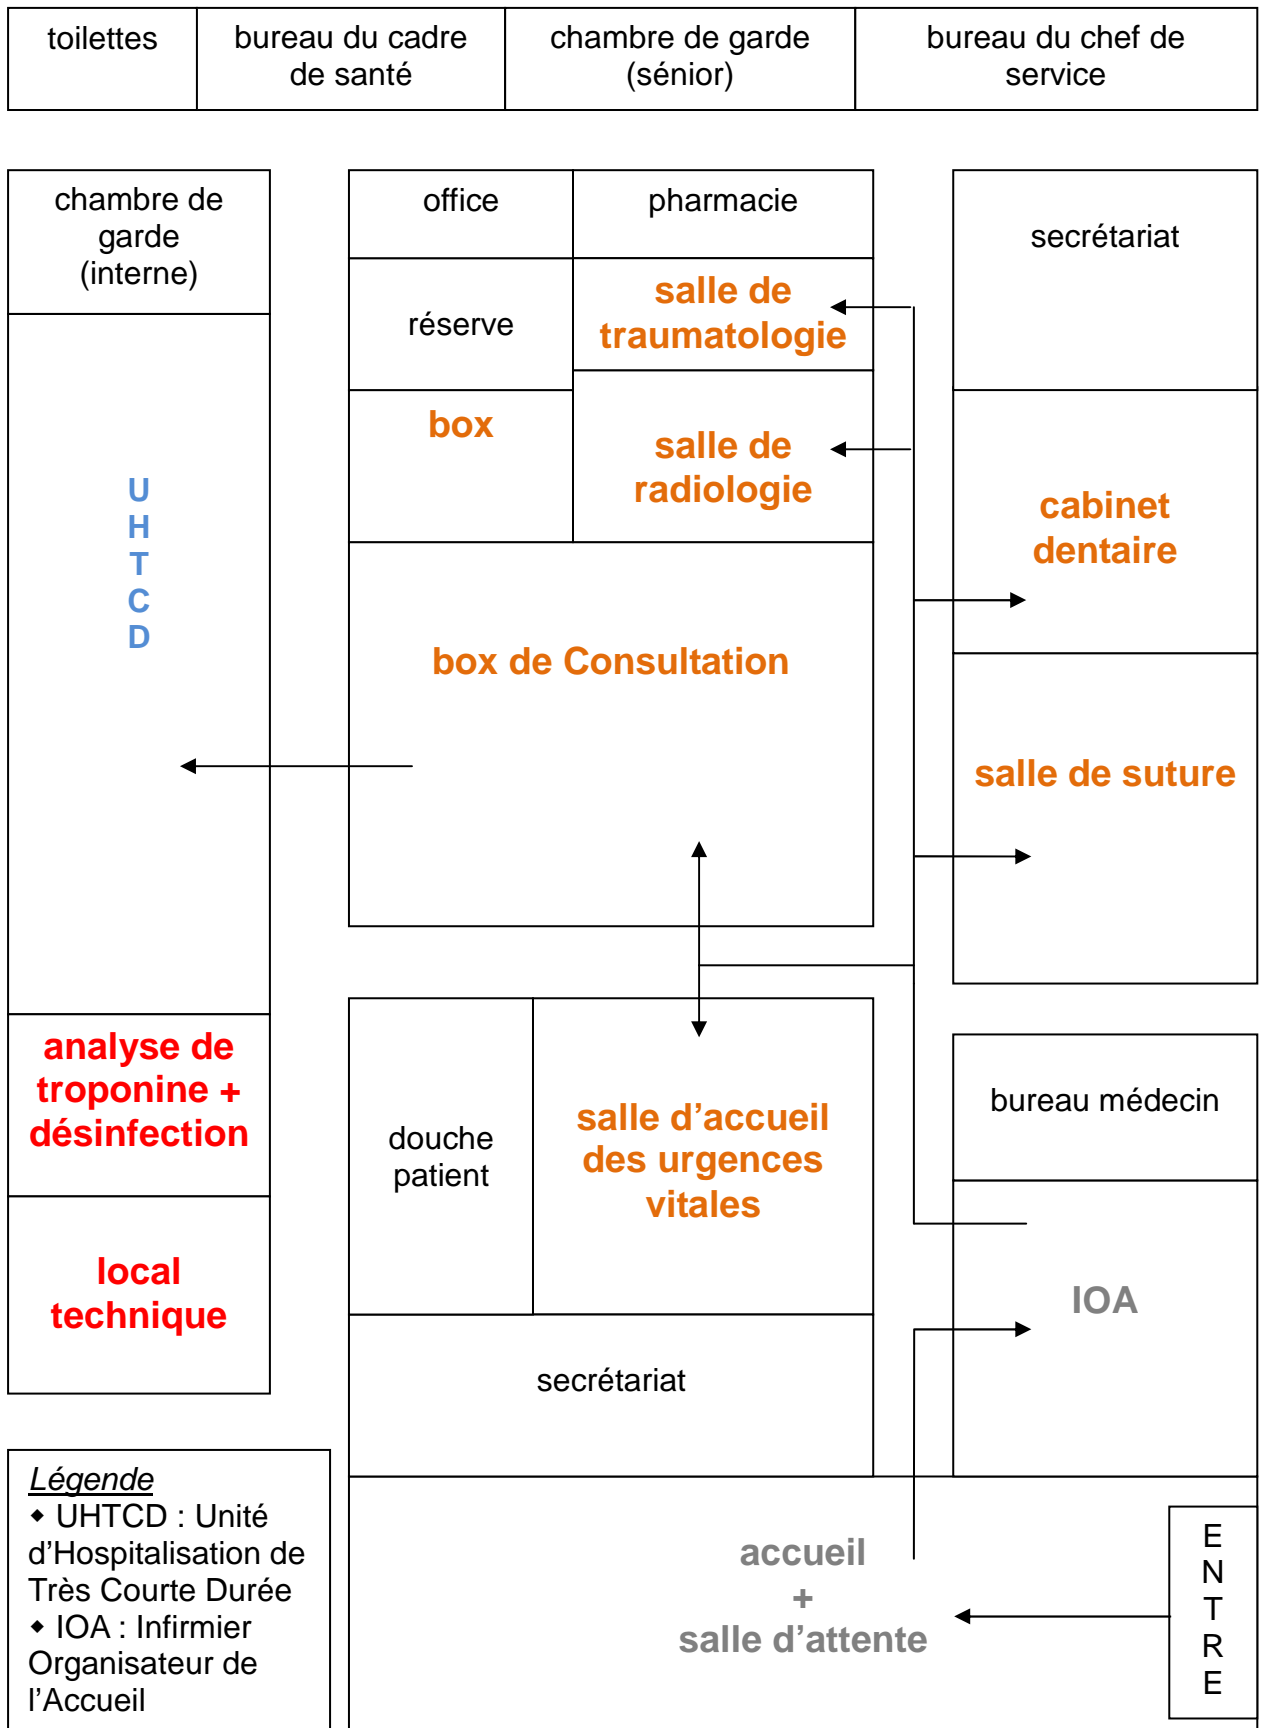 toilettes
bureau du cadre
de santé
chambre de garde
(sénior)
bureau du chef de
service
chambre de
garde
(interne)
office
pharmacie
secrétariat
réserve
salle de
traumatologie
box
salle de
radiologie
cabinet
dentaire
U
H
T
C
D
box de Consultation
salle de suture
analyse de
troponine +
désinfection
douche
patient
salle d’accueil
des urgences
vitales
bureau médecin
local
technique
IOA
secrétariat
Légende
◆ UHTCD : Unité
d’Hospitalisation de
Très Courte Durée
◆ IOA : Infirmier
Organisateur de
l’Accueil
accueil
+
salle d’attente
E
N
T
R
E